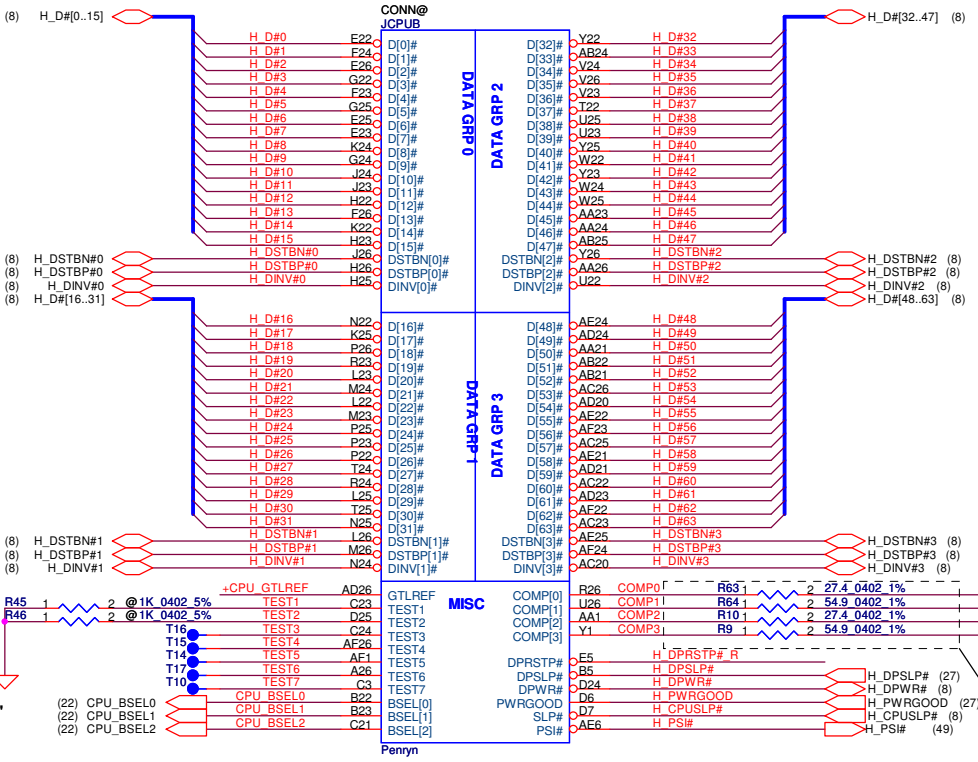 CONN@
JCPUB
(8) H_D#[0..15] H_D#[32..47] (8)
H_D#0 E22 D[0]# D[32]# Y22 H_D#32
H_D#1 F24 D[1]# D[33]# AB24 H_D#33
H_D#2 E26 D[2]# D[34]# V24 H_D#34
H_D#3 G22 D[3]# D[35]# V26 H_D#35
H_D#4 F23 D[4]# D[36]# V23 H_D#36
H_D#5 G25 D[5]# D[37]# T22 H_D#37
H_D#6 E25 D[6]# D[38]# U25 H_D#38
H_D#7 E23 D[7]# D[39]# U23 H_D#39
H_D#8 K24 D[8]# D[40]# Y25 H_D#40
H_D#9 G24 D[9]# D[41]# W22 H_D#41
H_D#10 J24 D[10]# D[42]# Y23 H_D#42
H_D#11 J23 D[11]# D[43]# W24 H_D#43
H_D#12 H22 D[12]# D[44]# W25 H_D#44
H_D#13 F26 D[13]# D[45]# AA23 H_D#45
H_D#14 K22 D[14]# D[46]# AA24 H_D#46
H_D#15 H23 D[15]# D[47]# AB25 H_D#47
DATA GRP 0
DATA GRP 2
(8) H_DSTBN#0 H_DSTBN#0 J26 DSTBN[0]# DSTBN[2]# Y26 H_DSTBN#2 H_DSTBN#2 (8)
(8) H_DSTBP#0 H_DSTBP#0 H26 DSTBP[0]# DSTBP[2]# AA26 H_DSTBP#2 H_DSTBP#2 (8)
(8) H_DINV#0 H_DINV#0 H25 DINV[0]# DINV[2]# U22 H_DINV#2 H_DINV#2 (8)
(8) H_D#[16..31] H_D#[48..63] (8)
H_D#16 N22 D[16]# D[48]# AE24 H_D#48
H_D#17 K25 D[17]# D[49]# AD24 H_D#49
H_D#18 P26 D[18]# D[50]# AA21 H_D#50
H_D#19 R23 D[19]# D[51]# AB22 H_D#51
H_D#20 L23 D[20]# D[52]# AB21 H_D#52
H_D#21 M24 D[21]# D[53]# AC26 H_D#53
H_D#22 L22 D[22]# D[54]# AD20 H_D#54
H_D#23 M23 D[23]# D[55]# AE22 H_D#55
H_D#24 P25 D[24]# D[56]# AF23 H_D#56
H_D#25 P23 D[25]# D[57]# AC25 H_D#57
H_D#26 P22 D[26]# D[58]# AE21 H_D#58
H_D#27 T24 D[27]# D[59]# AD21 H_D#59
H_D#28 R24 D[28]# D[60]# AC22 H_D#60
H_D#29 L25 D[29]# D[61]# AD23 H_D#61
H_D#30 T25 D[30]# D[62]# AF22 H_D#62
H_D#31 N25 D[31]# D[63]# AC23 H_D#63
DATA GRP 1
DATA GRP 3
(8) H_DSTBN#1 H_DSTBN#1 L26 DSTBN[1]# DSTBN[3]# AE25 H_DSTBN#3 H_DSTBN#3 (8)
(8) H_DSTBP#1 H_DSTBP#1 M26 DSTBP[1]# DSTBP[3]# AF24 H_DSTBP#3 H_DSTBP#3 (8)
(8) H_DINV#1 H_DINV#1 N24 DINV[1]# DINV[3]# AC20 H_DINV#3 H_DINV#3 (8)
MISC
+CPU_GTLREF AD26 GTLREF COMP[0] R26 COMP0 R63 1 2 27.4_0402_1%
R45 1 2 @1K_0402_5% TEST1 C23 TEST1 COMP[1] U26 COMP1 R64 1 2 54.9_0402_1%
R46 1 2 @1K_0402_5% TEST2 D25 TEST2 COMP[2] AA1 COMP2 R10 1 2 27.4_0402_1%
T16 TEST3 C24 TEST3 COMP[3] Y1 COMP3 R9 1 2 54.9_0402_1%
T15 TEST4 AF26 TEST4
T14 TEST5 AF1 TEST5 DPRSTP# E5 H_DPRSTP#_R
T17 TEST6 A26 TEST6 DPSLP# B5 H_DPSLP# H_DPSLP# (27)
T10 TEST7 C3 TEST7 DPWR# D24 H_DPWR# H_DPWR# (8)
(22) CPU_BSEL0 CPU_BSEL0 B22 BSEL[0] PWRGOOD D6 H_PWRGOOD H_PWRGOOD (27)
(22) CPU_BSEL1 CPU_BSEL1 B23 BSEL[1] SLP# D7 H_CPUSLP# H_CPUSLP# (8)
(22) CPU_BSEL2 CPU_BSEL2 C21 BSEL[2] PSI# AE6 H_PSI# H_PSI# (49)
Penryn